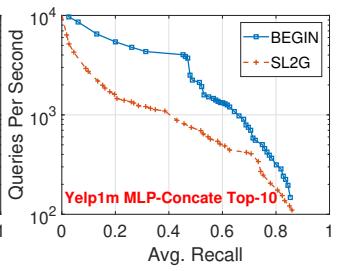 10^4
10^3
10^2
Queries Per Second
BEGIN
SL2G
Yelp1m MLP-Concate Top-10
1
0
0.2
0.4
0.6
0.8
1
Avg. Recall